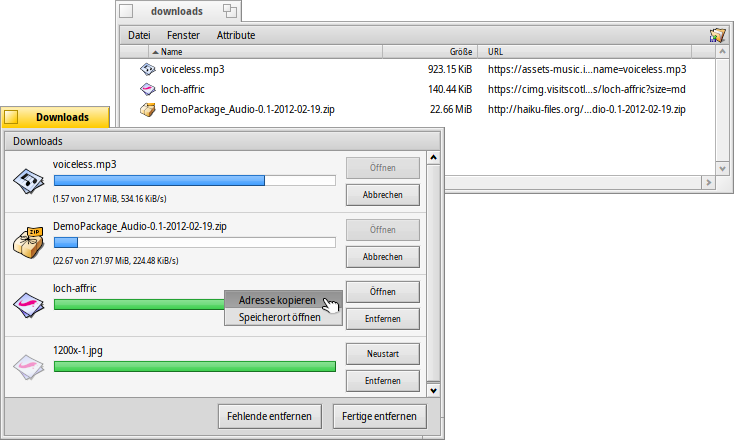 downloads
Datei Fenster Attribute
Name Größe URL
voiceless.mp3 923.15 KiB https://assets-music.i...name=voiceless.mp3
loch-affric 140.44 KiB https://cimg.visitscotl...s/loch-affric?size=md
DemoPackage_Audio-0.1-2012-02-19.zip 22.66 MiB http://haiku-files.org/...dio-0.1-2012-02-19.zip
Downloads
Downloads
voiceless.mp3
Öffnen
(1.57 von 2.17 MiB, 534.16 KiB/s)
Abbrechen
ZIP
DemoPackage_Audio-0.1-2012-02-19.zip
Öffnen
(22.67 von 271.97 MiB, 224.48 KiB/s)
Abbrechen
loch-affric
Öffnen
Adresse kopieren
Speicherort öffnen
Entfernen
1200x-1.jpg
Neustart
Entfernen
Fehlende entfernen Fertige entfernen